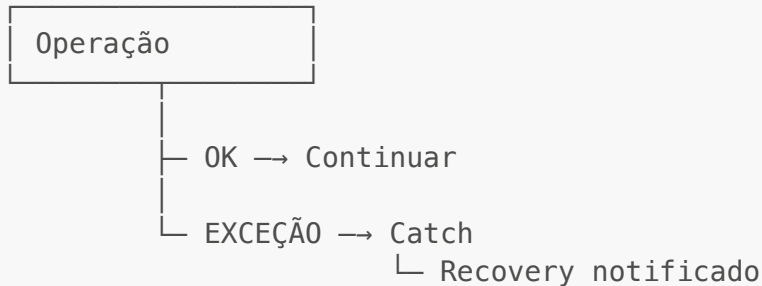 Operação
OK → Continuar
EXCEÇÃO → Catch
Recovery notificado